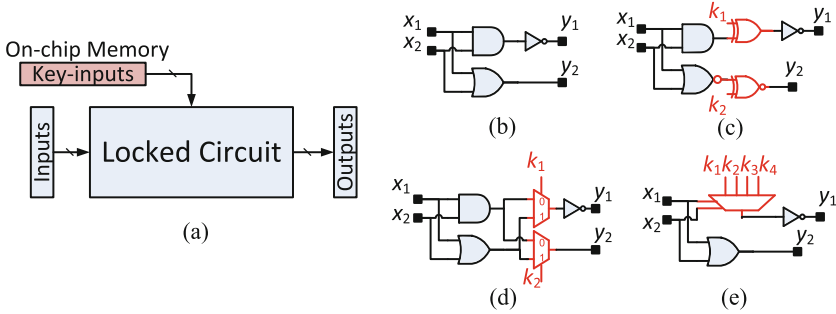 On-chip Memory
Key-inputs
Inputs
Locked Circuit
Outputs
(a)
x₁
x₂
y₁
y₂
(b)
x₁
x₂
k₁
k₂
y₁
y₂
(c)
x₁
x₂
k₁
0
1
0
1
k₂
y₁
y₂
(d)
k₁k₂k₃k₄
x₁
x₂
y₁
y₂
(e)